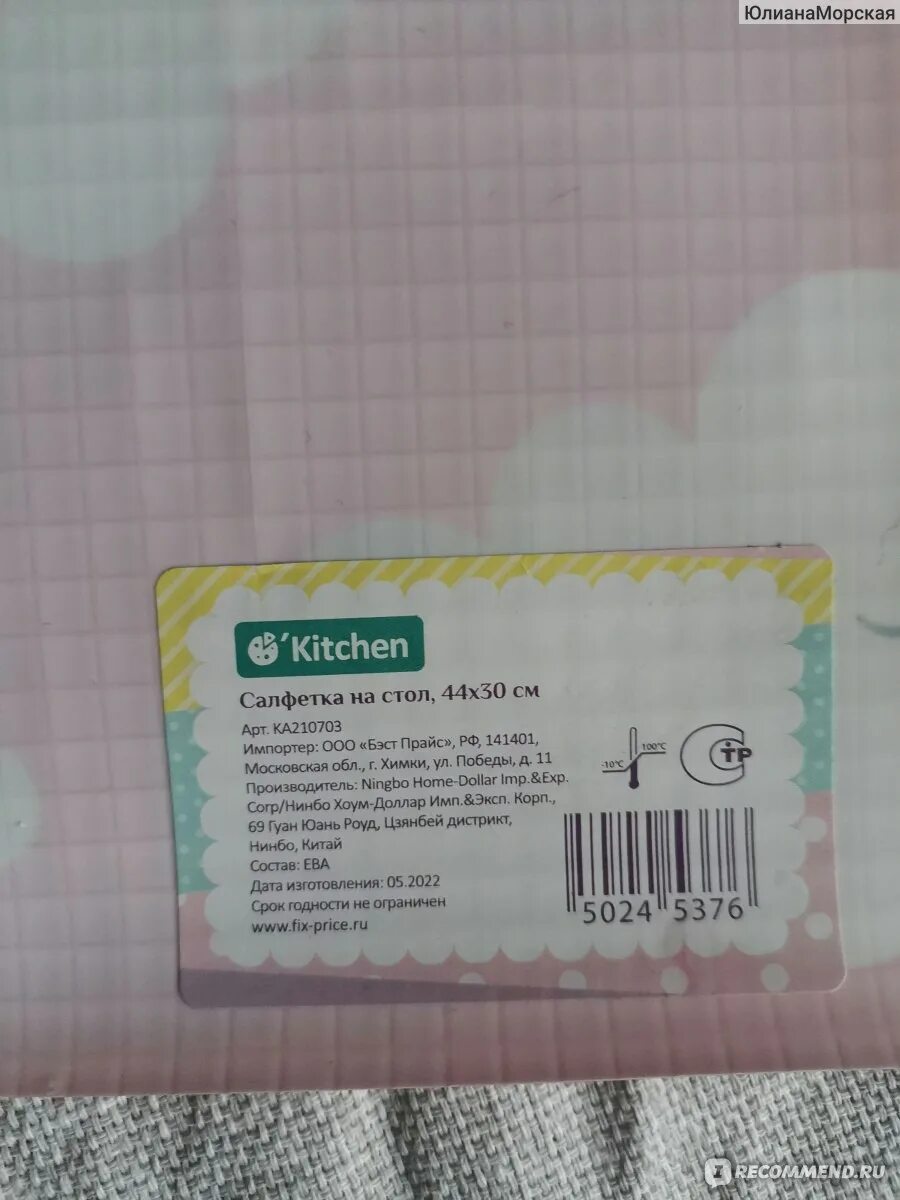 ЮлианаМорская
'Kitchen
Салфетка на стол, 44х30 см
Арт. KA210703
Импортер: ООО «Бэст Прайс», РФ, 141401,
Московская обл., г. Химки, ул. Победы, д. 11
Производитель: Ningbo Home-Dollar Imp.&Exp.
Corp/Нинбо Хоум-Доллар Имп.&Эксп. Корп.,
69 Гуан Юань Роуд, Цзянбей дистрикт,
Нинбо, Китай
Состав: ЕВА
Дата изготовления: 05.2022
Срок годности не ограничен
www.fix-price.ru
-10°C
100°C
СТР
5024 5376
RECOMMEND.RU